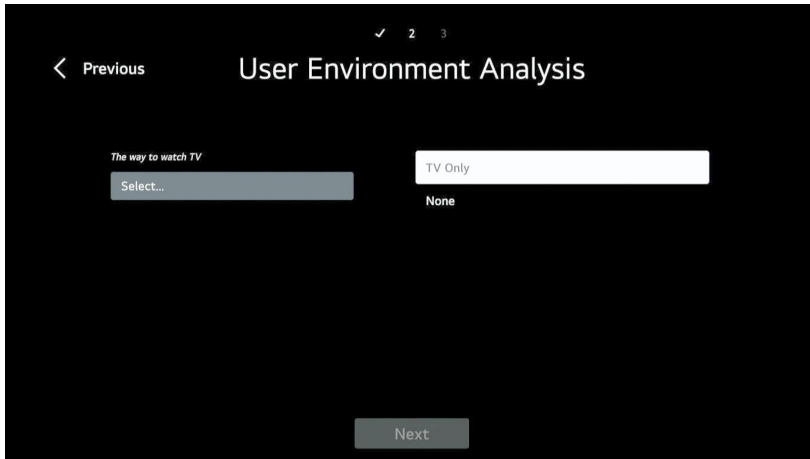 ✓ 2 3
Previous
User Environment Analysis
The way to watch TV
Select...
TV Only
None
Next